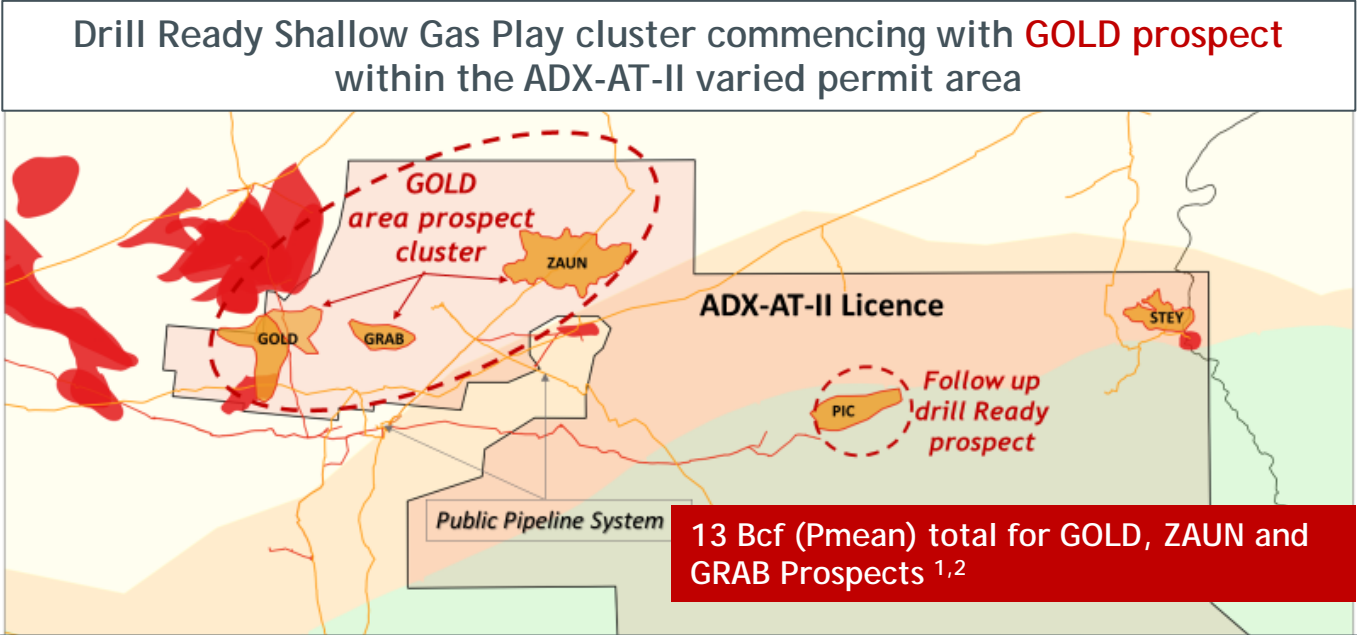 Drill Ready Shallow Gas Play cluster commencing with GOLD prospect
within the ADX-AT-II varied permit area
GOLD
area prospect
cluster
ZAUN
GOLD
GRAB
ADX-AT-II Licence
STEY
PIC
Follow up
drill Ready
prospect
Public Pipeline System
13 Bcf (Pmean) total for GOLD, ZAUN and
GRAB Prospects 1,2